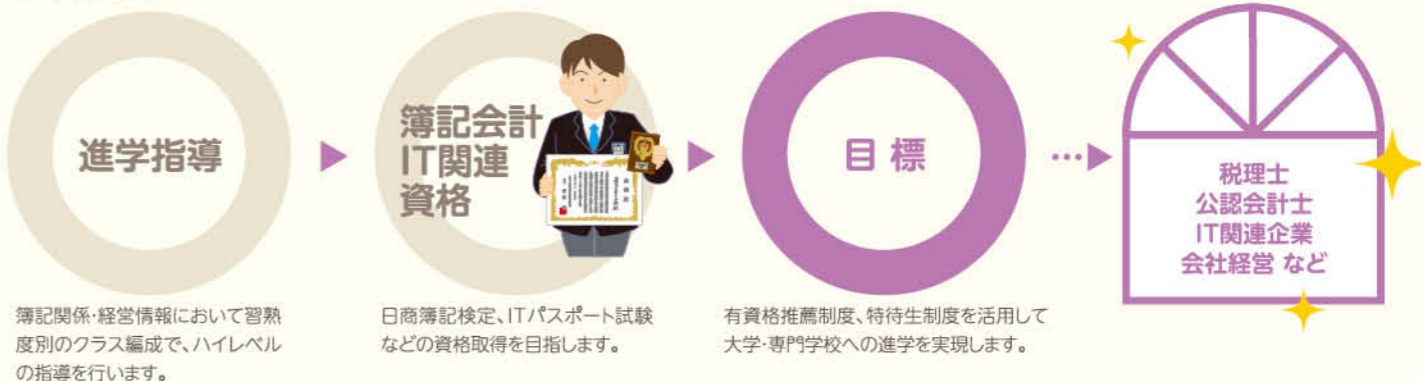 進学指導
簿記会計
IT関連
資格
目標
税理士
公認会計士
IT関連企業
会社経営 など
簿記関係・経営情報において習熟
度別のクラス編成で、ハイレベル
の指導を行います。
日商簿記検定、ITパスポート試験
などの資格取得を目指します。
有資格推薦制度、特待生制度を活用して
大学・専門学校への進学を実現します。